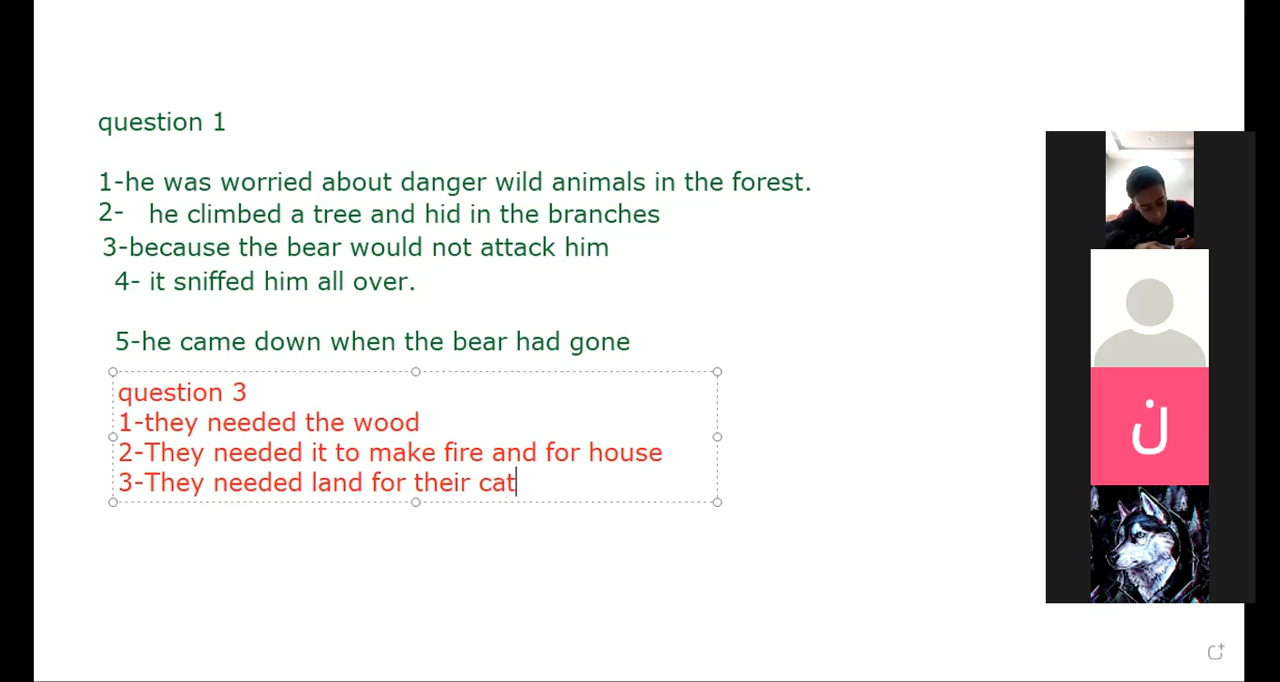 question 1
1-he was worried about danger wild animals in the forest.
2- he climbed a tree and hid in the branches
3-because the bear would not attack him
4- it sniffed him all over.
5-he came down when the bear had gone
question 3
1-they needed the wood
2-They needed it to make fire and for house
3-They needed land for their cat
ن